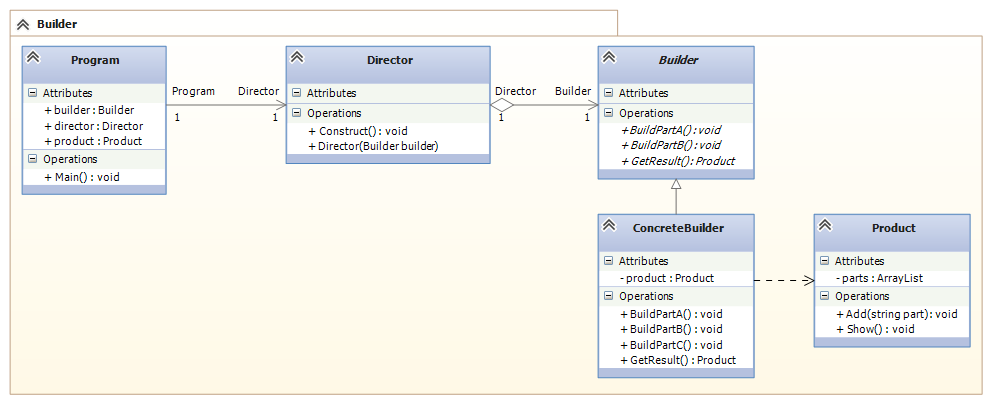 Builder
Program
Attributes
+ builder : Builder
+ director : Director
+ product : Product
Operations
+ Main() : void
Program
1
Director
1
Director
Attributes
Operations
+ Construct() : void
+ Director(Builder builder)
Director
1
Builder
1
Builder
Attributes
Operations
+ BuildPartA() : void
+ BuildPartB() : void
+ GetResult() : Product
ConcreteBuilder
Attributes
- product : Product
Operations
+ BuildPartA() : void
+ BuildPartB() : void
+ BuildPartC() : void
+ GetResult() : Product
Product
Attributes
- parts : ArrayList
Operations
+ Add(string part) : void
+ Show() : void